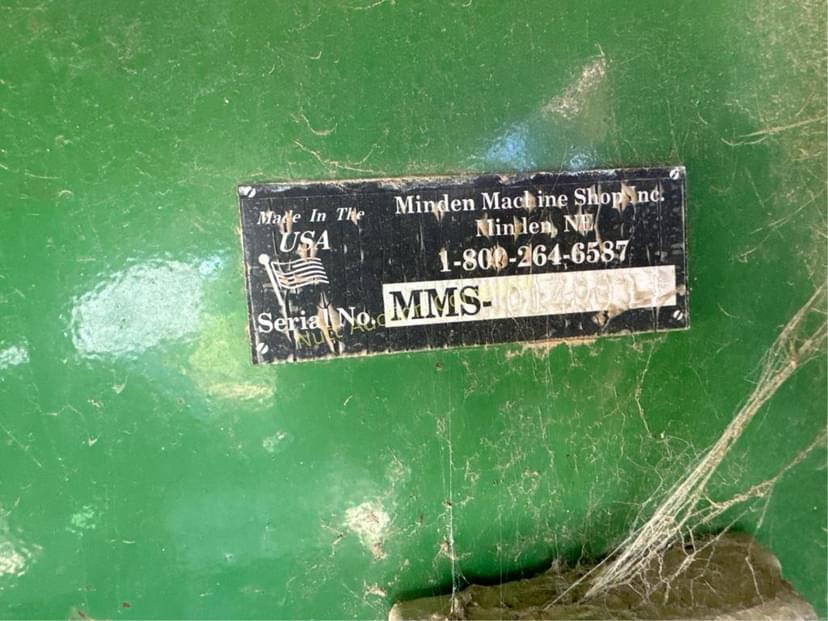 Made In The
USA
Minden Machine Shop Inc.
Minden, NE
1-800-264-6587
Serial No. MMS-